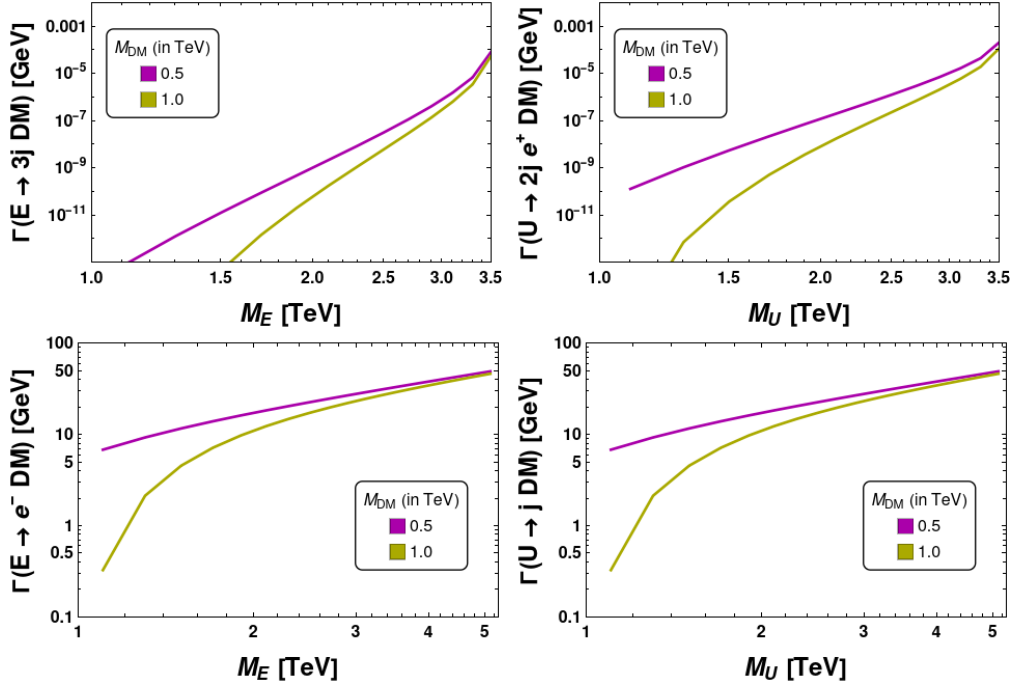 Γ(E → 3j DM) [GeV]
0.001
10⁻⁵
10⁻⁷
10⁻⁹
10⁻¹¹
M_DM (in TeV)
0.5
1.0
1.0 1.5 2.0 2.5 3.0 3.5
M_E [TeV]
Γ(U → 2j e⁺ DM) [GeV]
0.001
10⁻⁵
10⁻⁷
10⁻⁹
10⁻¹¹
M_DM (in TeV)
0.5
1.0
1.0 1.5 2.0 2.5 3.0 3.5
M_U [TeV]
Γ(E → e⁻ DM) [GeV]
100
50
10
5
1
0.5
0.1
M_DM (in TeV)
0.5
1.0
1 2 3 4 5
M_E [TeV]
Γ(U → j DM) [GeV]
100
50
10
5
1
0.5
0.1
M_DM (in TeV)
0.5
1.0
1 2 3 4 5
M_U [TeV]